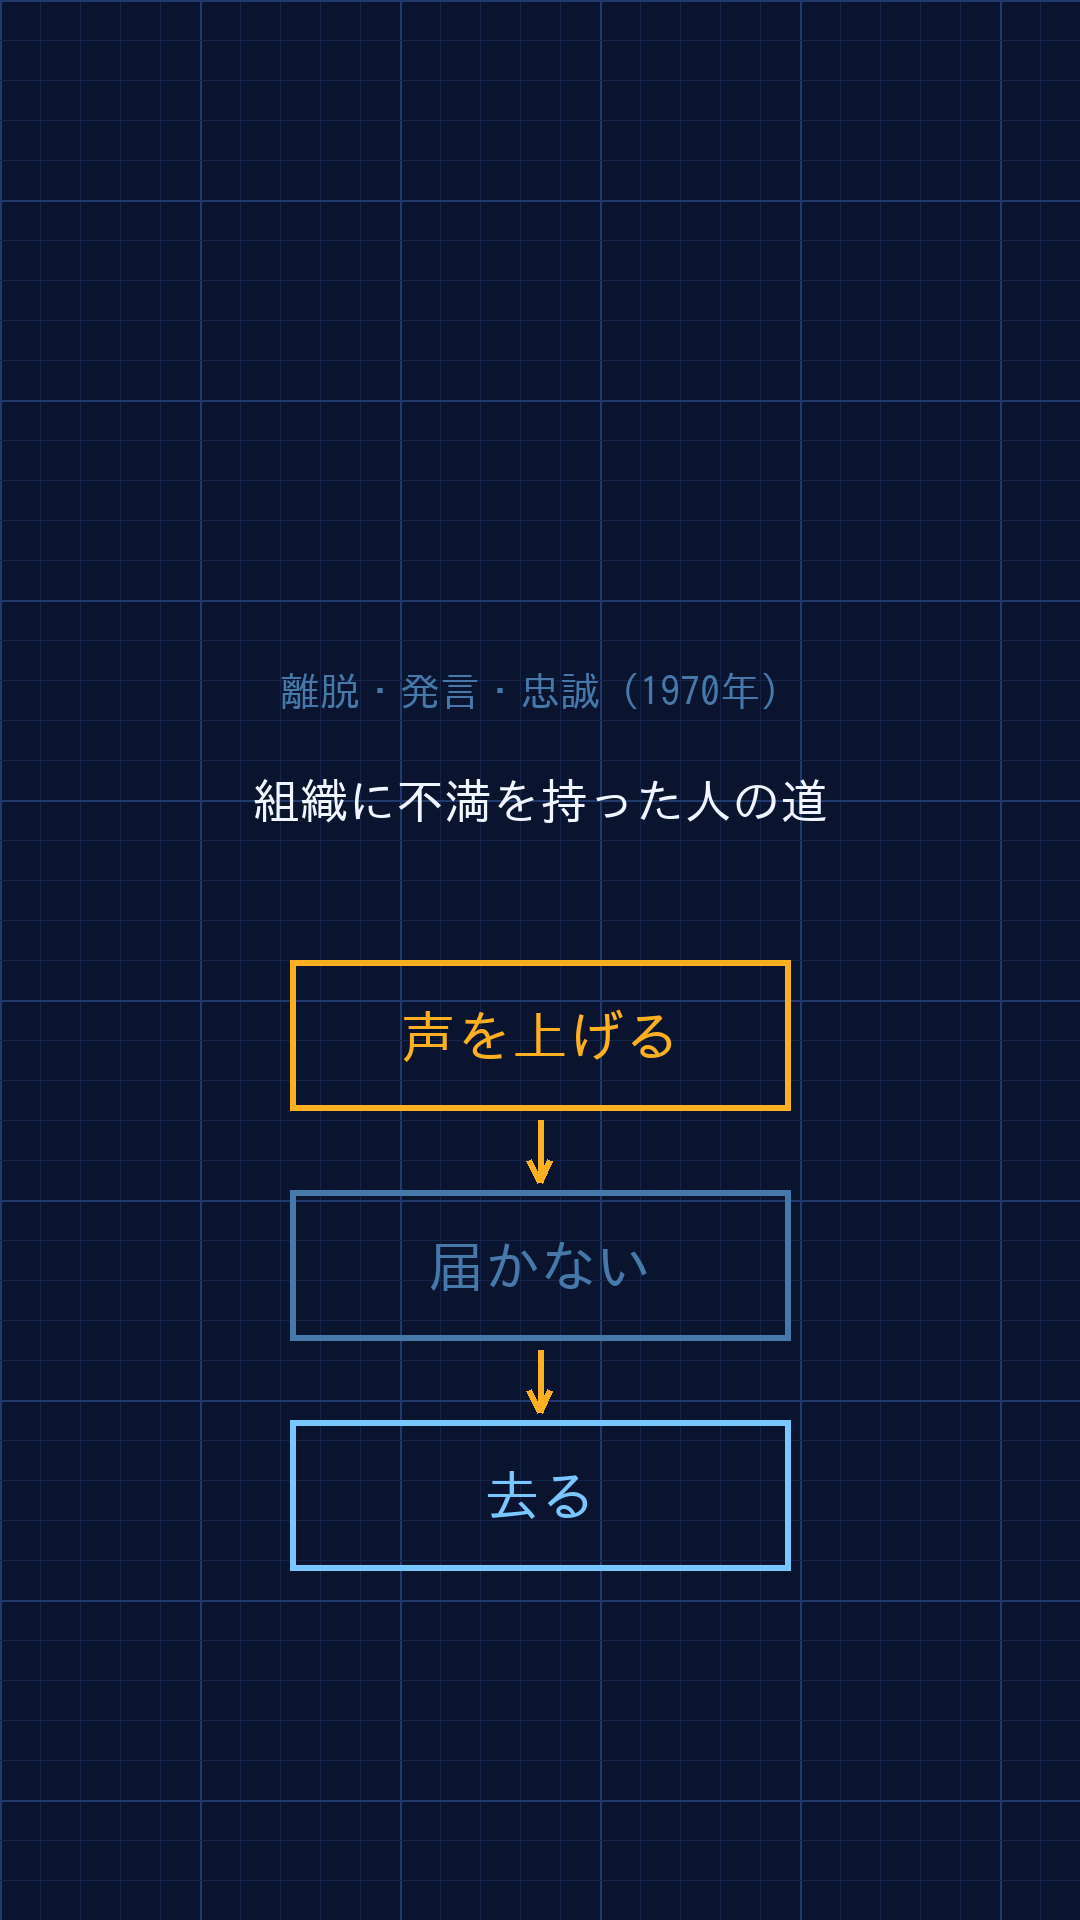 離脱・発言・忠誠（1970年）
組織に不満を持った人の道
声を上げる
届かない
去る